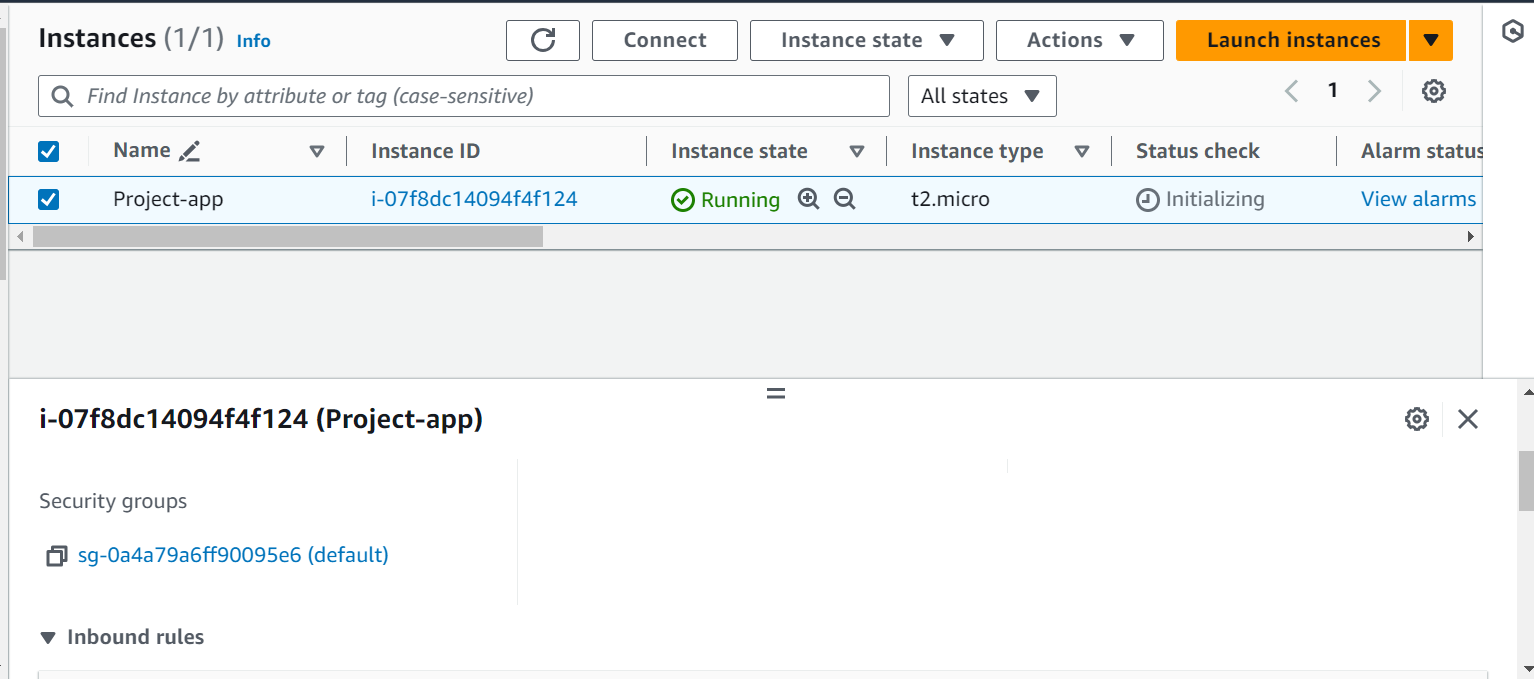 Instances (1/1) Info Connect Instance state Actions Launch instances
Find Instance by attribute or tag (case-sensitive) All states 1
Name Instance ID Instance state Instance type Status check Alarm status
Project-app i-07f8dc14094f4f124 Running t2.micro Initializing View alarms
i-07f8dc14094f4f124 (Project-app)
Security groups
sg-0a4a79a6ff90095e6 (default)
Inbound rules